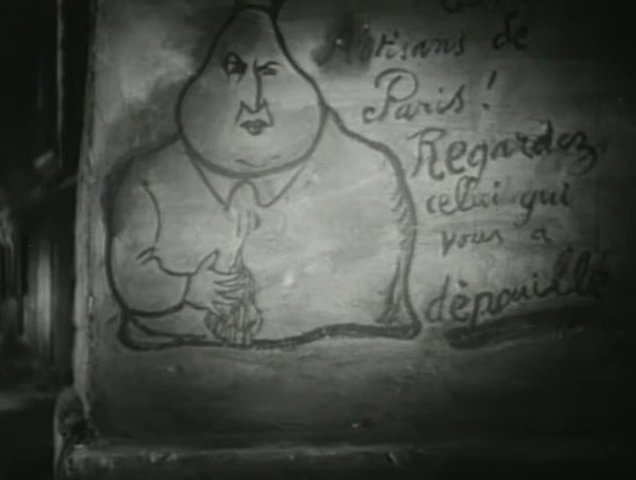 Artisans de
Paris !
Regardez
celui qui
vous a
dépouillé